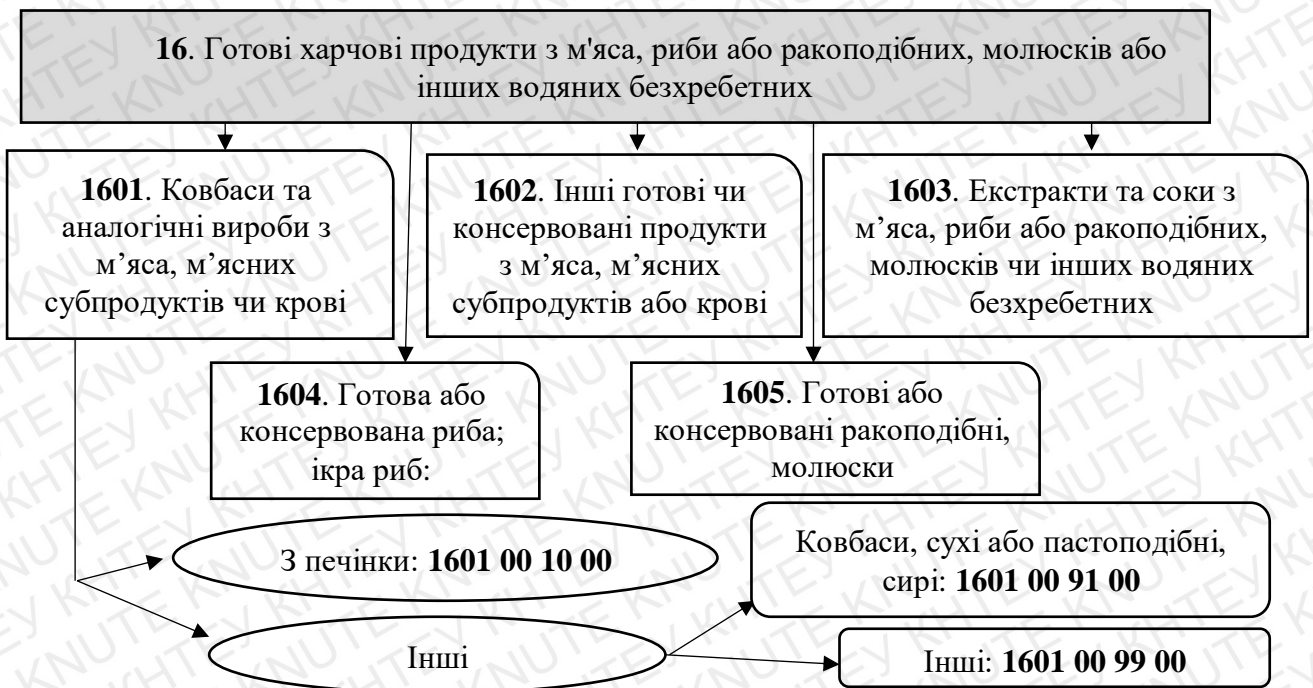 16. Готові харчові продукти з м'яса, риби або ракоподібних, молюсків або
інших водяних безхребетних
1601. Ковбаси та
аналогічні вироби з
м’яса, м’ясних
субпродуктів чи крові
1602. Інші готові чи
консервовані продукти
з м’яса, м’ясних
субпродуктів або крові
1603. Екстракти та соки з
м’яса, риби або ракоподібних,
молюсків чи інших водяних
безхребетних
1604. Готова або
консервована риба;
ікра риб:
1605. Готові або
консервовані ракоподібні,
молюски
З печінки: 1601 00 10 00
Ковбаси, сухі або пастоподібні,
сирі: 1601 00 91 00
Інші
Інші: 1601 00 99 00